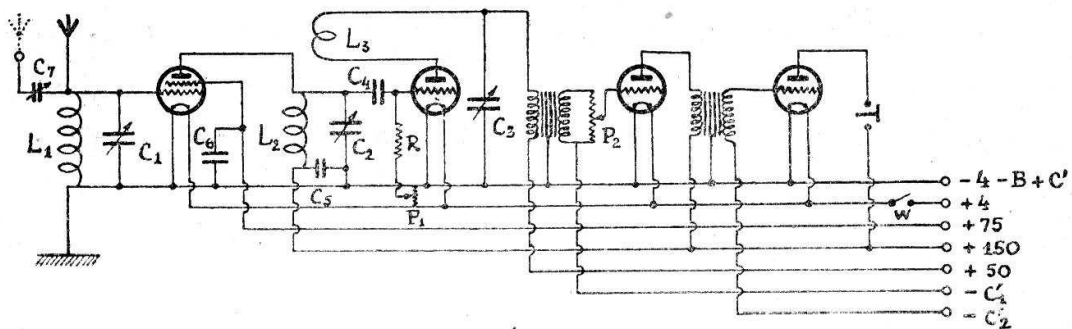 C7
L1
C1
C6
L2
C5
C2
C4
R
P1
L3
C3
P2
W
- 4 - B + C'
+ 4
+ 75
+ 150
+ 50
- C'1
- C'2